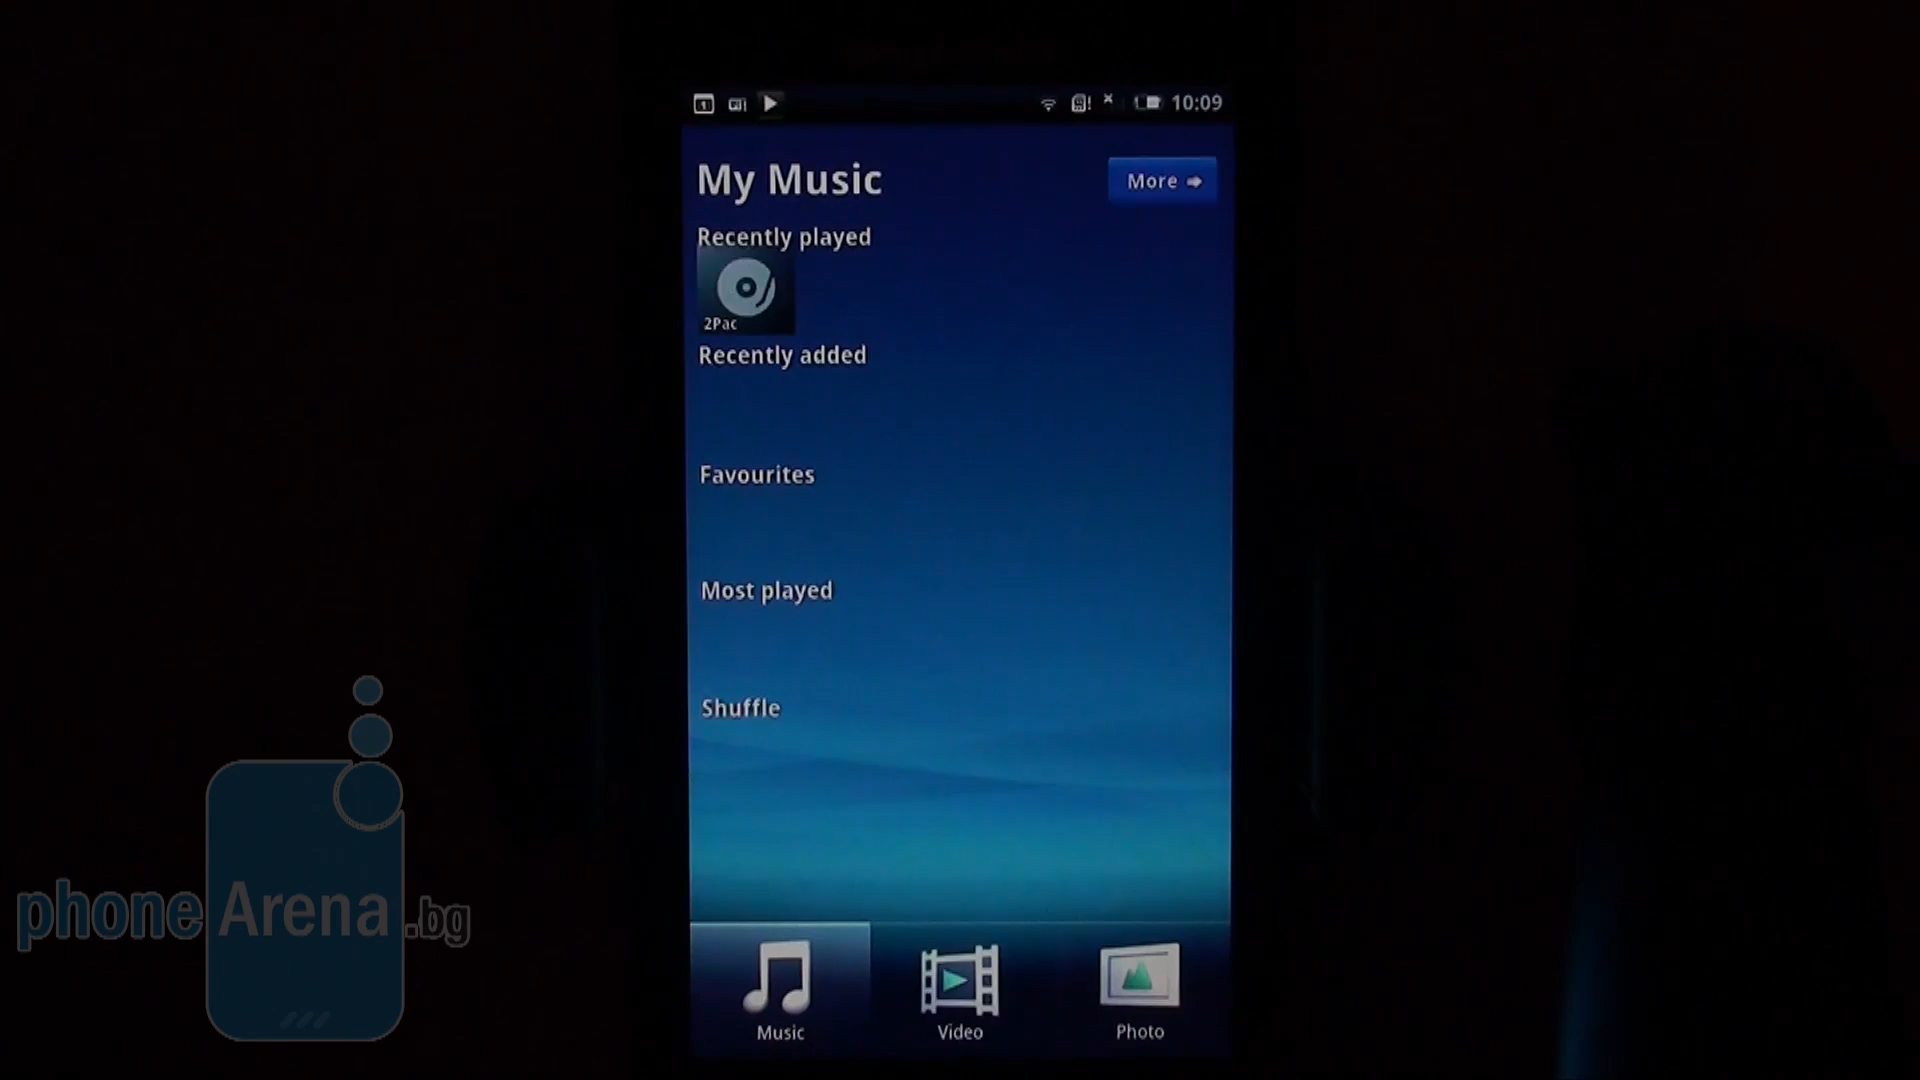 10:09
My Music
More
Recently played
2Pac
Recently added
Favourites
Most played
Shuffle
Music
Video
Photo
phoneArena.bg